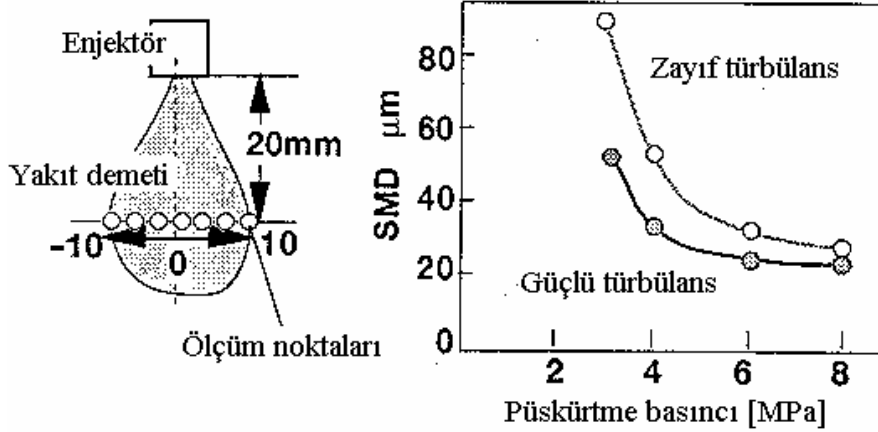 Enjektör
20mm
Yakıt demeti
-10
0
10
Ölçüm noktaları
SMD μm
80
60
40
20
0
Zayıf türbülans
Güçlü türbülans
2 4 6 8
Püskürtme basıncı [MPa]